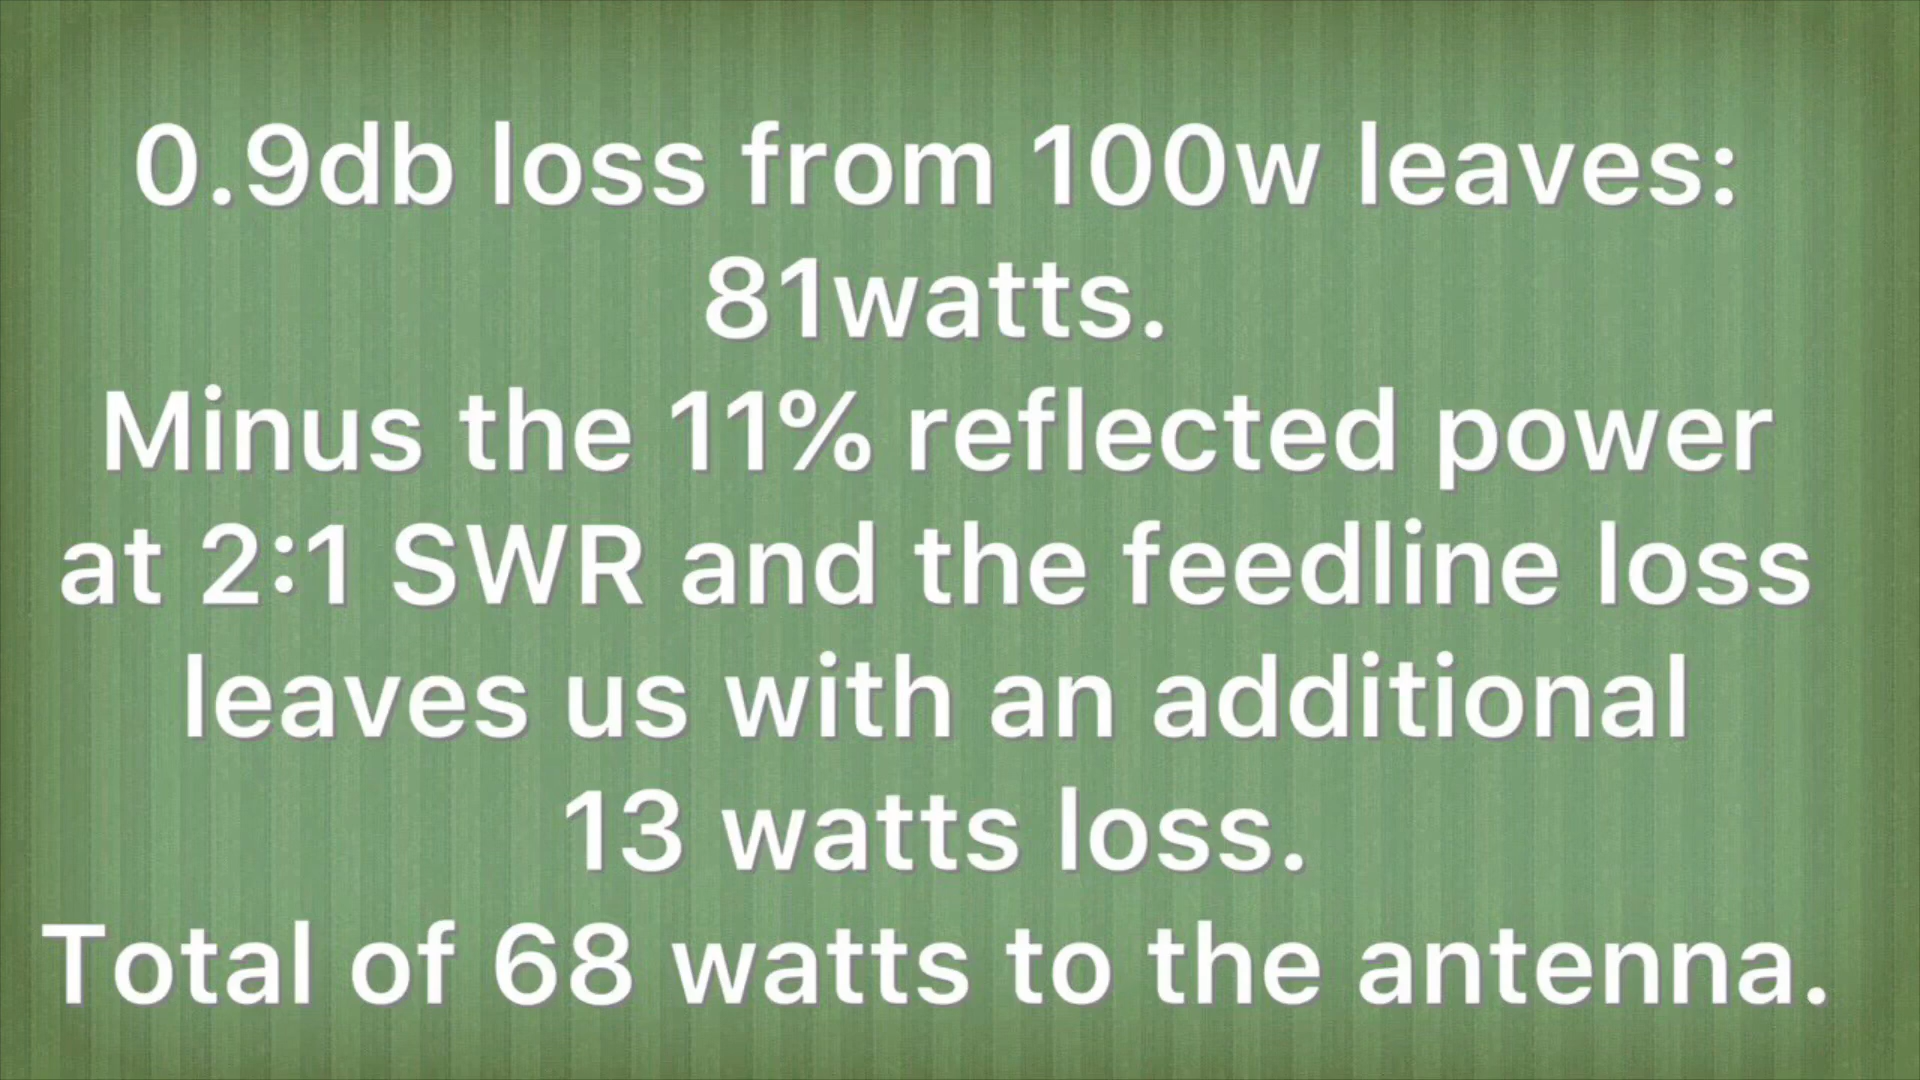 0.9db loss from 100w leaves:
81watts.
Minus the 11% reflected power
at 2:1 SWR and the feedline loss
leaves us with an additional
13 watts loss.
Total of 68 watts to the antenna.